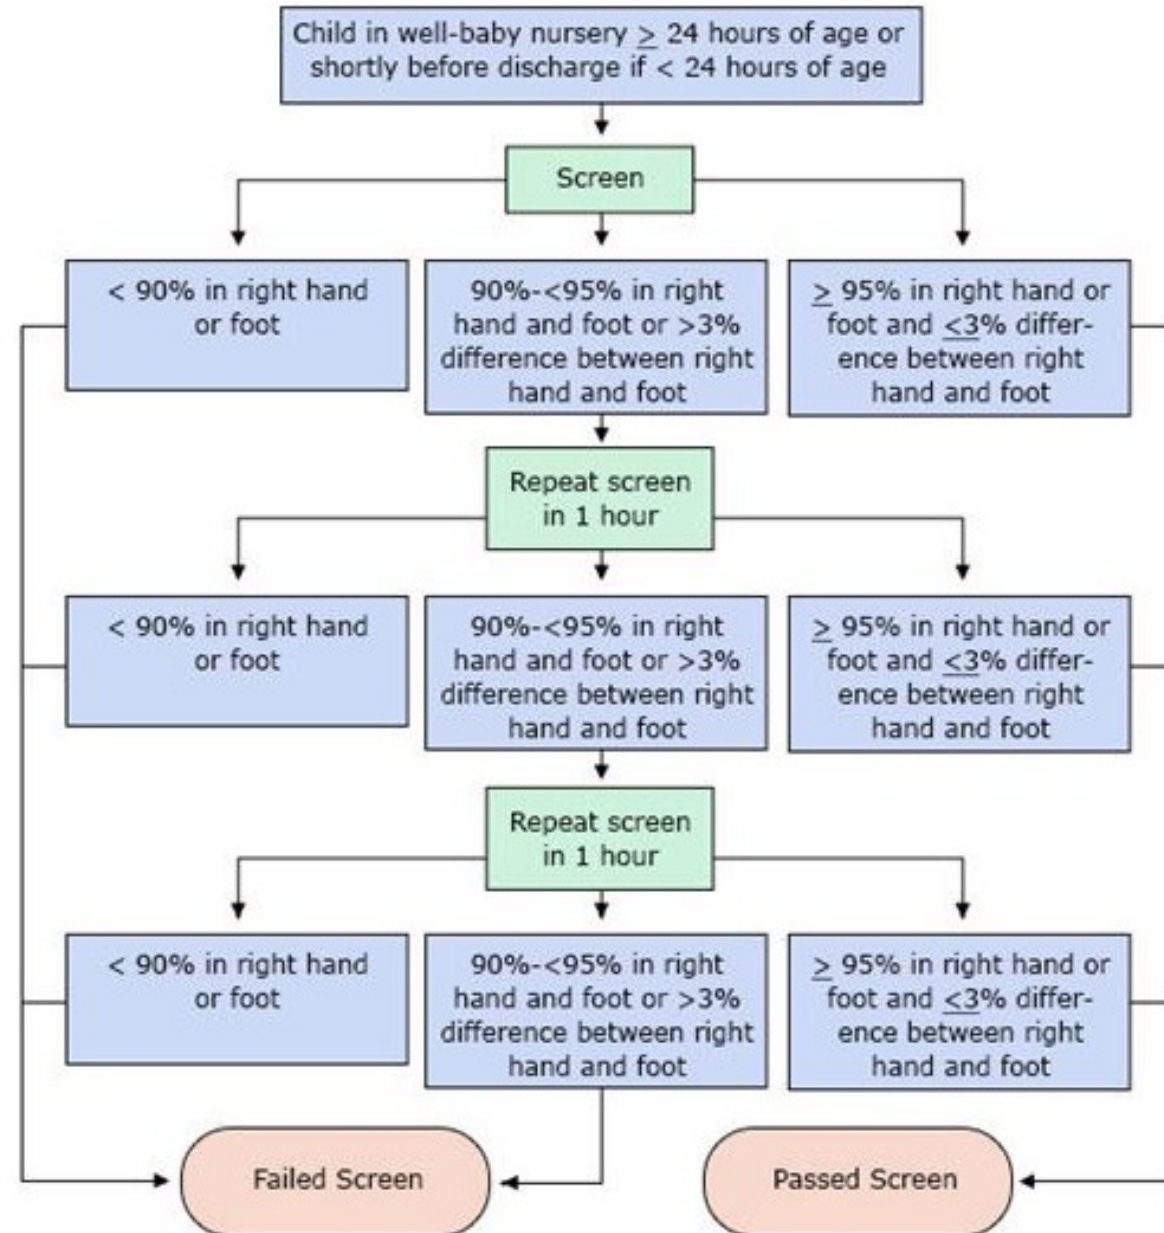 Child in well-baby nursery ≥ 24 hours of age or
shortly before discharge if < 24 hours of age
Screen
< 90% in right hand
or foot
90%-<95% in right
hand and foot or >3%
difference between right
hand and foot
≥ 95% in right hand or
foot and ≤3% differ-
ence between right
hand and foot
Repeat screen
in 1 hour
< 90% in right hand
or foot
90%-<95% in right
hand and foot or >3%
difference between right
hand and foot
≥ 95% in right hand or
foot and ≤3% differ-
ence between right
hand and foot
Repeat screen
in 1 hour
< 90% in right hand
or foot
90%-<95% in right
hand and foot or >3%
difference between right
hand and foot
≥ 95% in right hand or
foot and ≤3% differ-
ence between right
hand and foot
Failed Screen
Passed Screen